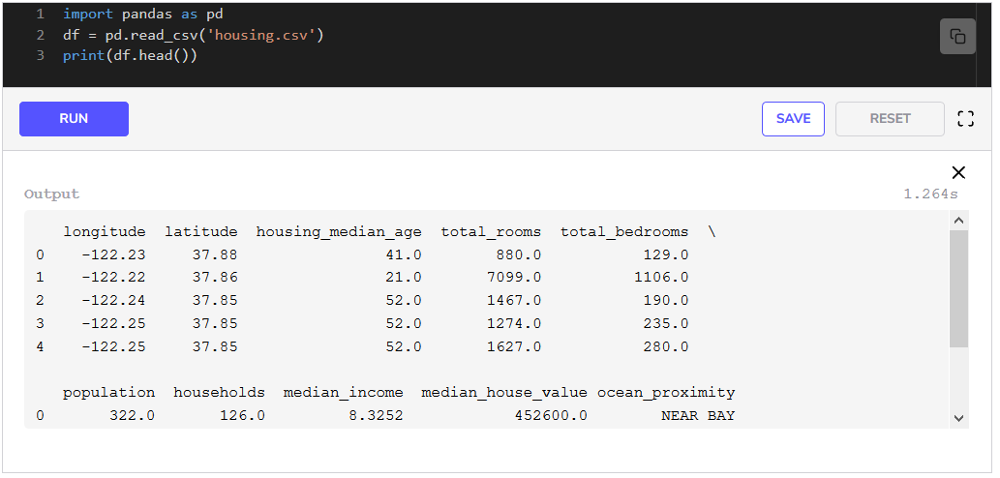 1 import pandas as pd
2 df = pd.read_csv('housing.csv')
3 print(df.head())
RUN SAVE RESET
Output 1.264s
longitude latitude housing_median_age total_rooms total_bedrooms \
0 -122.23 37.88 41.0 880.0 129.0
1 -122.22 37.86 21.0 7099.0 1106.0
2 -122.24 37.85 52.0 1467.0 190.0
3 -122.25 37.85 52.0 1274.0 235.0
4 -122.25 37.85 52.0 1627.0 280.0
population households median_income median_house_value ocean_proximity
0 322.0 126.0 8.3252 452600.0 NEAR BAY